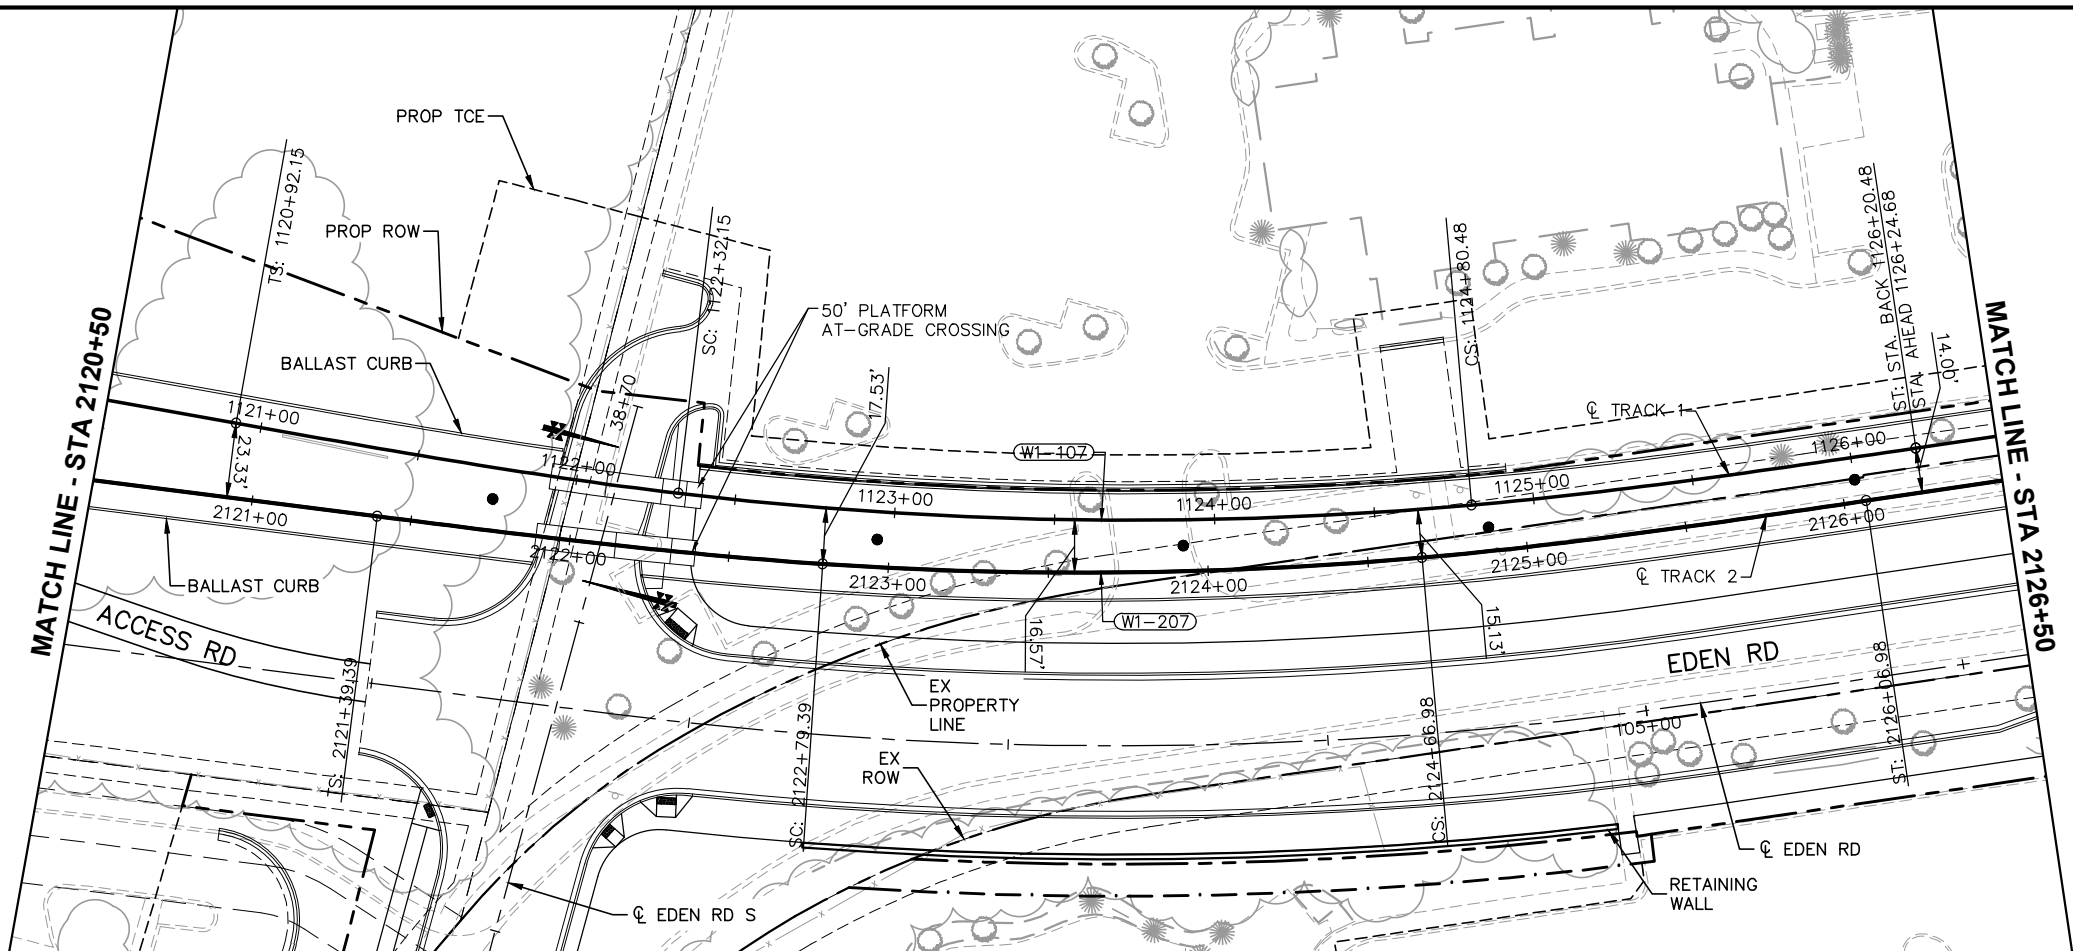 PROP TCE
PROP ROW
TS: 1120+92.15
SC: 1122+32.15
50' PLATFORM
AT-GRADE CROSSING
BALLAST CURB
MATCH LINE - STA 2120+50
CS: 1124+80.48
ST: STA. BACK 1126+20.48
STA. AHEAD 1126+24.68
14.00'
MATCH LINE - STA 2126+50
1121+00
23.33'
38+70
17.53'
1122+00
W1-107
℄ TRACK 1
1126+00
1123+00
1124+00
1125+00
2121+00
2122+00
2123+00
2124+00
2125+00
2126+00
BALLAST CURB
℄ TRACK 2
16.57'
W1-207
15.13'
ACCESS RD
EDEN RD
TS: 2121+39.39
EX
PROPERTY
LINE
SC: 2122+79.39
CS: 2124+66.98
ST: 2126+06.98
105+00
EX
ROW
℄ EDEN RD
RETAINING
WALL
℄ EDEN RD S